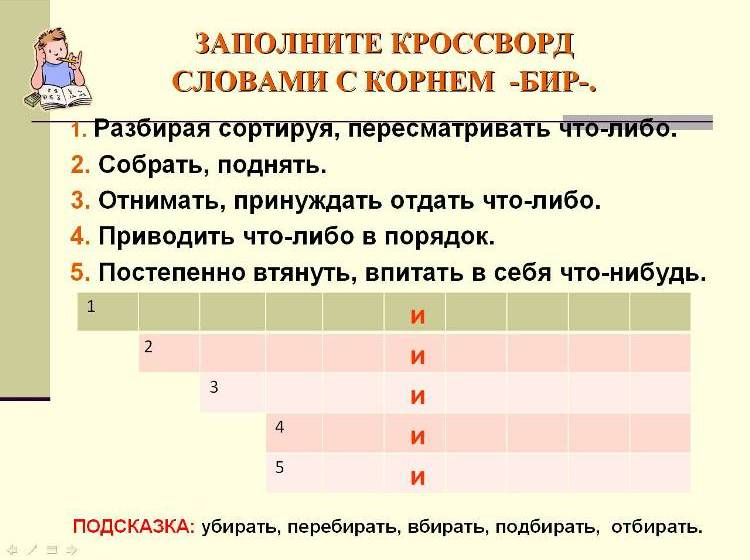 ЗАПОЛНИТЕ КРОССВОРД
СЛОВАМИ С КОРНЕМ -БИР-.
1. Разбирая сортируя, пересматривать что-либо.
2. Собрать, поднять.
3. Отнимать, принуждать отдать что-либо.
4. Приводить что-либо в порядок.
5. Постепенно втянуть, впитать в себя что-нибудь.
1 и
2 и
3 и
4 и
5 и
ПОДСКАЗКА: убирать, перебирать, вбирать, подбирать, отбирать.